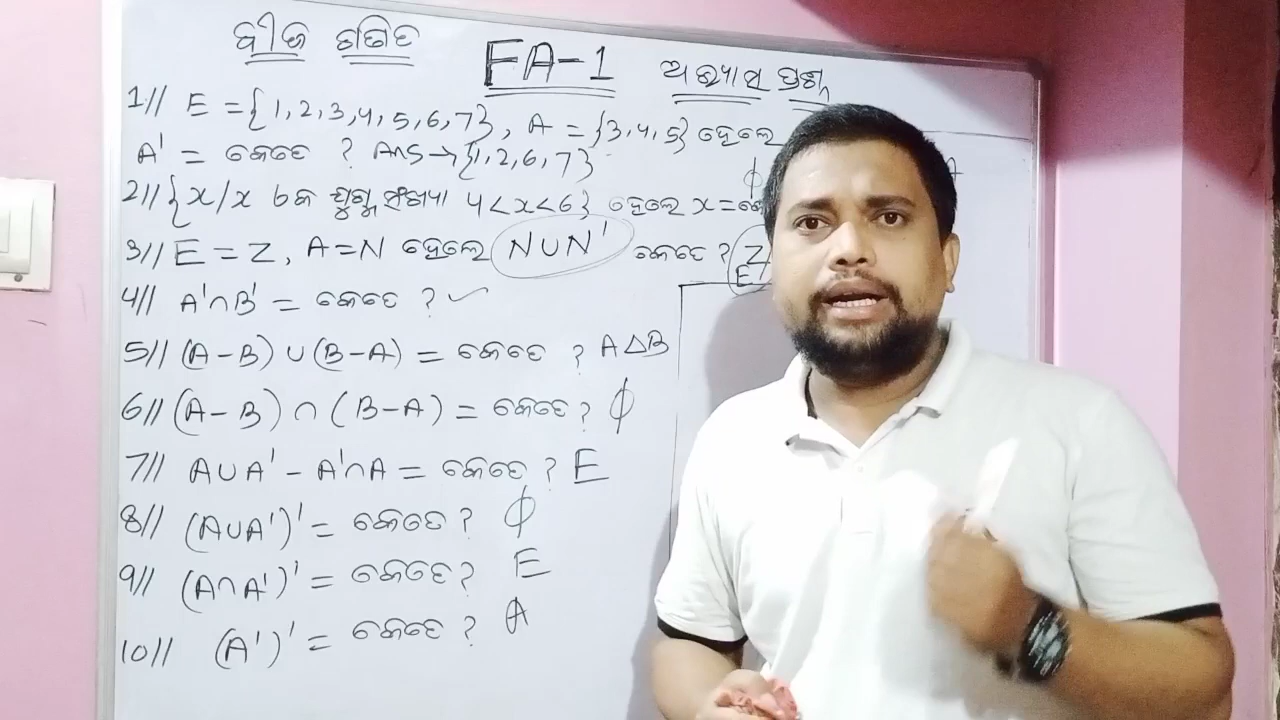 ବୀଜ ଗଣିତ FA-1 ଅଭ୍ୟାସ ପ୍ରଶ୍ନ
1// E = {1,2,3,4,5,6,7}, A = {3,4,5} ହେଲେ
A' = କେତେ ? Ans→{1,2,6,7}
2// {x/x ଏକ ଯୁଗ୍ମ ସଂଖ୍ୟା 4<x<6} ହେଲେ x = ϕ
3// E = Z, A = N ହେଲେ N∪N' କେତେ ? Z
E
4// A'∩B' = କେତେ ? ✓
5// (A-B) ∪ (B-A) = କେତେ ? A△B
6// (A-B) ∩ (B-A) = କେତେ ? ϕ
7// A∪A' - A'∩A = କେତେ ? E
8// (A∪A')' = କେତେ ? ϕ
9// (A∩A')' = କେତେ ? E
10// (A')' = କେତେ ? A